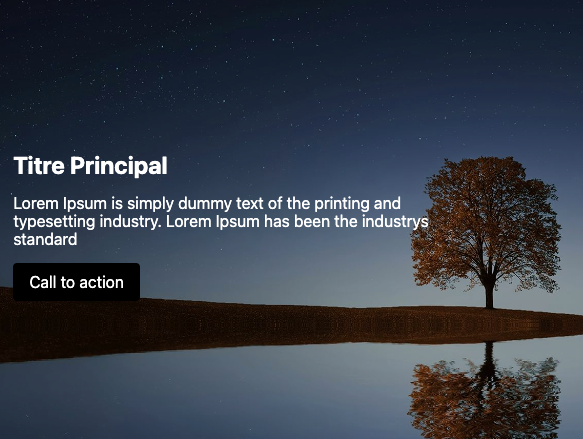 Titre Principal
Lorem Ipsum is simply dummy text of the printing and
typesetting industry. Lorem Ipsum has been the industrys
standard
Call to action